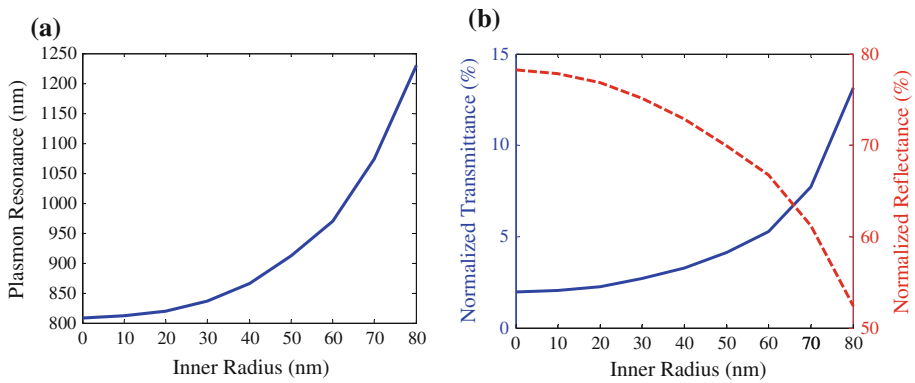 (a)
Plasmon Resonance (nm)
1250
1200
1150
1100
1050
1000
950
900
850
800
0 10 20 30 40 50 60 70 80
Inner Radius (nm)
(b)
Normalized Transmittance (%)
15
10
5
0
0 10 20 30 40 50 60 70 80
Inner Radius (nm)
80
70
60
50
Normalized Reflectance (%)